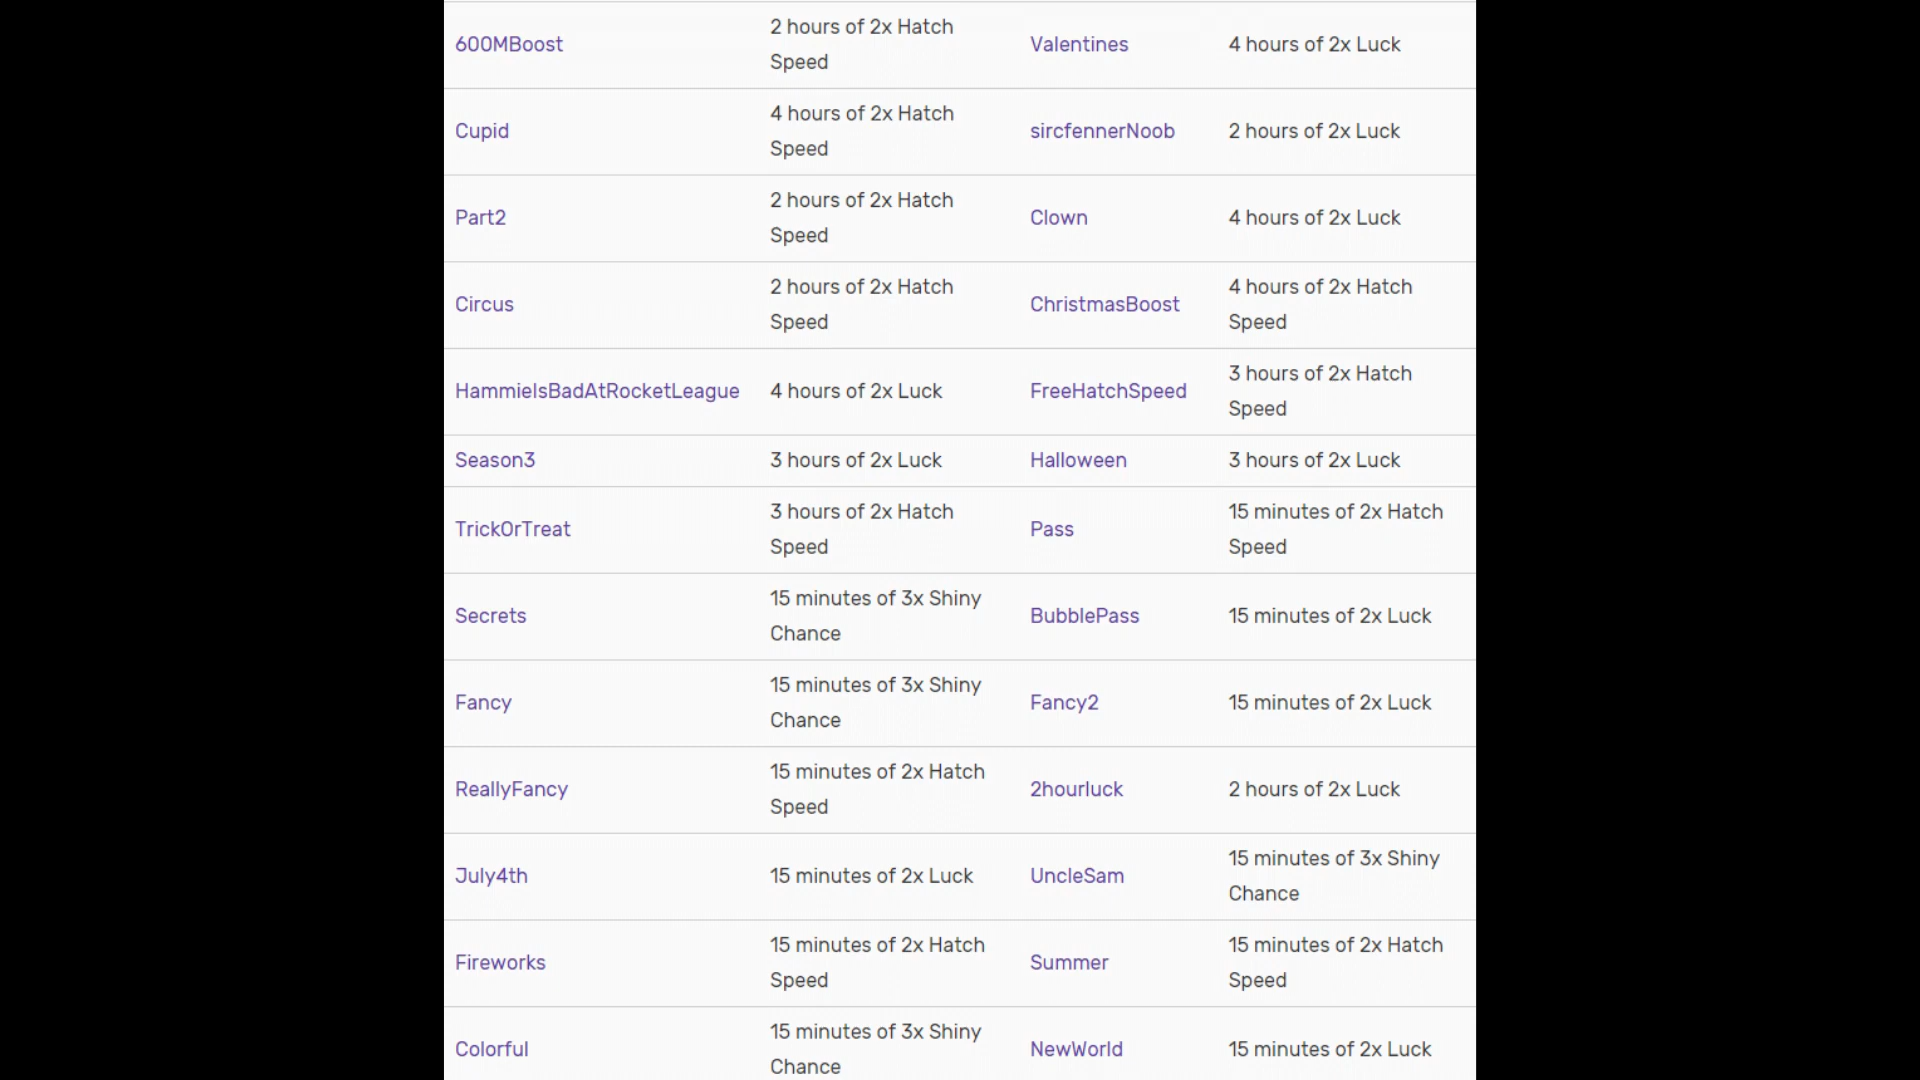 600MBoost
2 hours of 2x Hatch
Speed
Valentines
4 hours of 2x Luck
Cupid
4 hours of 2x Hatch
Speed
sircfennerNoob
2 hours of 2x Luck
Part2
2 hours of 2x Hatch
Speed
Clown
4 hours of 2x Luck
Circus
2 hours of 2x Hatch
Speed
ChristmasBoost
4 hours of 2x Hatch
Speed
HammieIsBadAtRocketLeague
4 hours of 2x Luck
FreeHatchSpeed
3 hours of 2x Hatch
Speed
Season3
3 hours of 2x Luck
Halloween
3 hours of 2x Luck
TrickOrTreat
3 hours of 2x Hatch
Speed
Pass
15 minutes of 2x Hatch
Speed
Secrets
15 minutes of 3x Shiny
Chance
BubblePass
15 minutes of 2x Luck
Fancy
15 minutes of 3x Shiny
Chance
Fancy2
15 minutes of 2x Luck
ReallyFancy
15 minutes of 2x Hatch
Speed
2hourluck
2 hours of 2x Luck
July4th
15 minutes of 2x Luck
UncleSam
15 minutes of 3x Shiny
Chance
Fireworks
15 minutes of 2x Hatch
Speed
Summer
15 minutes of 2x Hatch
Speed
Colorful
15 minutes of 3x Shiny
Chance
NewWorld
15 minutes of 2x Luck